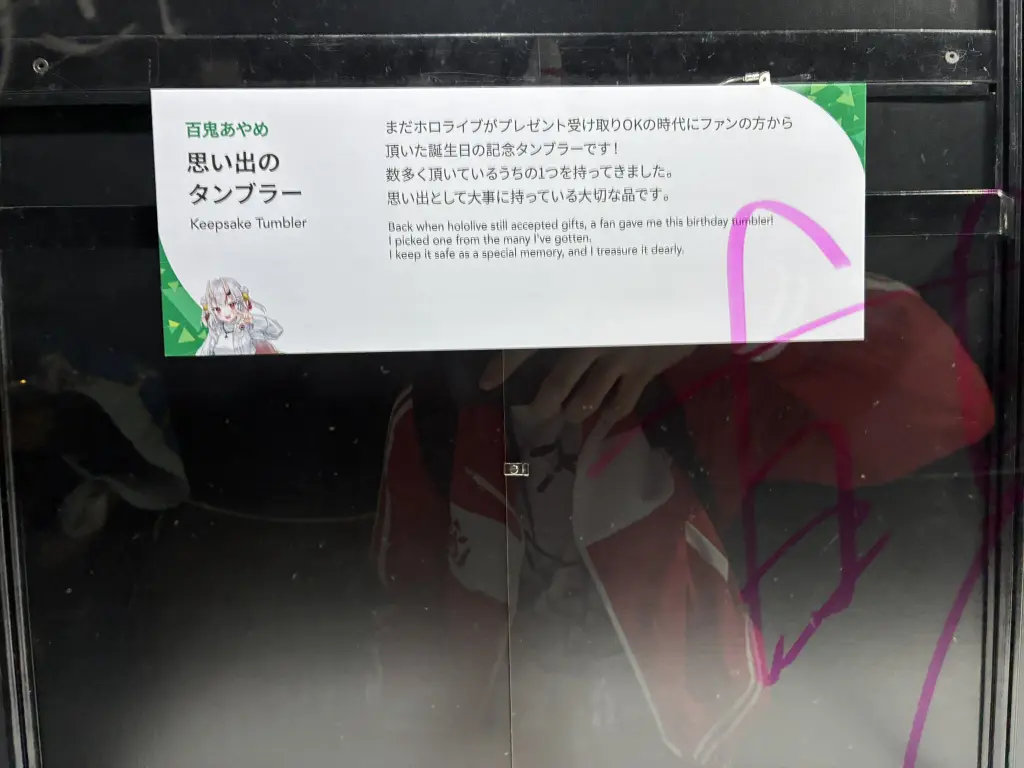 百鬼あやめ
思い出の
タンブラー
Keepsake Tumbler
まだホロライブがプレゼント受け取りOKの時代にファンの方から
頂いた誕生日の記念タンブラーです！
数多く頂いているうちの1つを持ってきました。
思い出として大事に持っている大切な品です。
Back when hololive still accepted gifts, a fan gave me this birthday tumbler!
I picked one from the many I've gotten.
I keep it safe as a special memory, and I treasure it dearly.